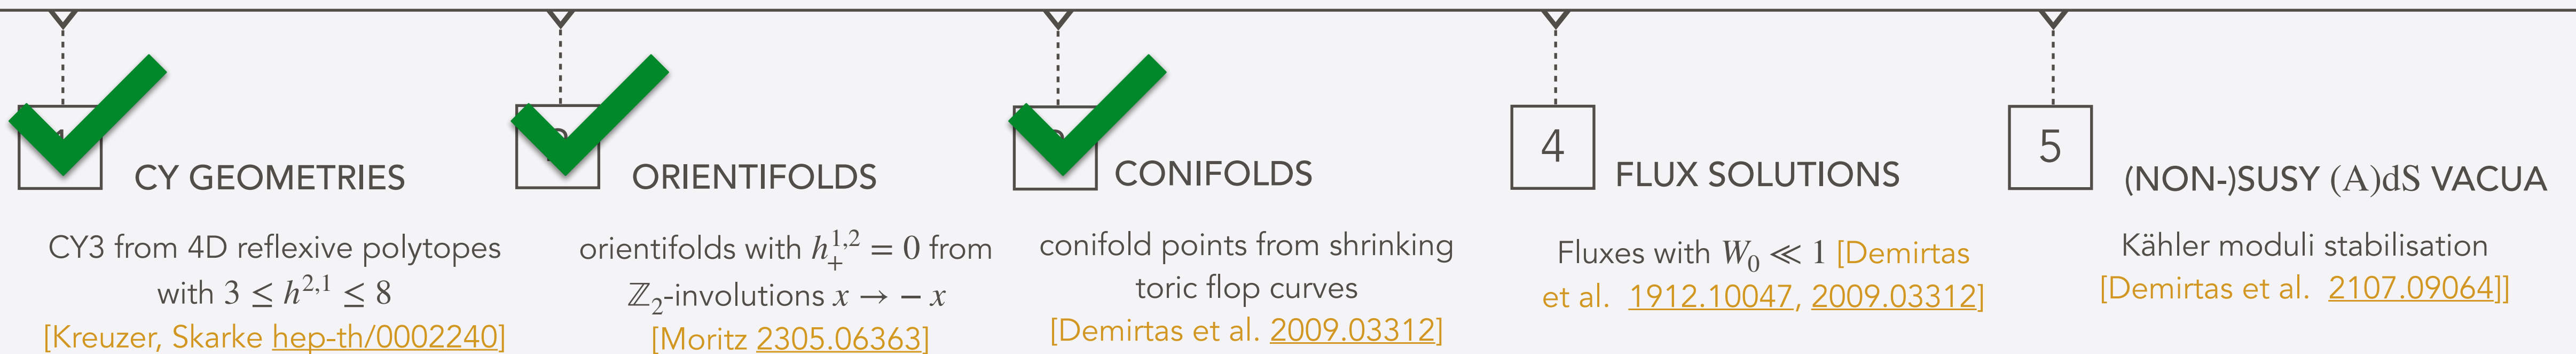 CY GEOMETRIES
CY3 from 4D reflexive polytopes
with 3 ≤ h^{2,1} ≤ 8
[Kreuzer, Skarke hep-th/0002240]
ORIENTIFOLDS
orientifolds with h^{1,2}_+ = 0 from
ℤ₂-involutions x → − x
[Moritz 2305.06363]
CONIFOLDS
conifold points from shrinking
toric flop curves
[Demirtas et al. 2009.03312]
4
FLUX SOLUTIONS
Fluxes with W₀ ≪ 1 [Demirtas
et al. 1912.10047, 2009.03312]
5
(NON-)SUSY (A)dS VACUA
Kähler moduli stabilisation
[Demirtas et al. 2107.09064]]